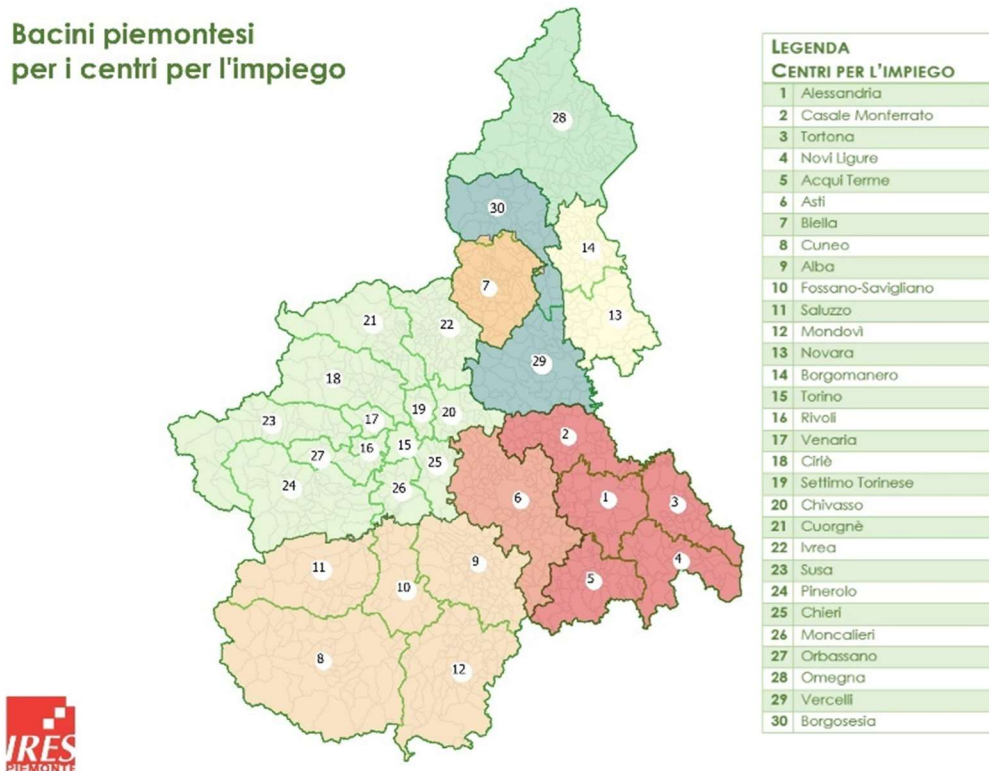 Bacini piemontesi
per i centri per l'impiego
LEGENDA
CENTRI PER L'IMPIEGO
1 Alessandria
2 Casale Monferrato
3 Tortona
4 Novi Ligure
5 Acqui Terme
6 Asti
7 Biella
8 Cuneo
9 Alba
10 Fossano-Savigliano
11 Saluzzo
12 Mondovì
13 Novara
14 Borgomanero
15 Torino
16 Rivoli
17 Venaria
18 Ciriè
19 Settimo Torinese
20 Chivasso
21 Cuorgnè
22 Ivrea
23 Susa
24 Pinerolo
25 Chieri
26 Moncalieri
27 Orbassano
28 Omegna
29 Vercelli
30 Borgosesia
28
30
14
7
13
21
22
29
18
19
20
23
17
2
16
15
27
25
24
26
6
1
3
9
4
11
10
5
8
12
IRES
PIEMONTE